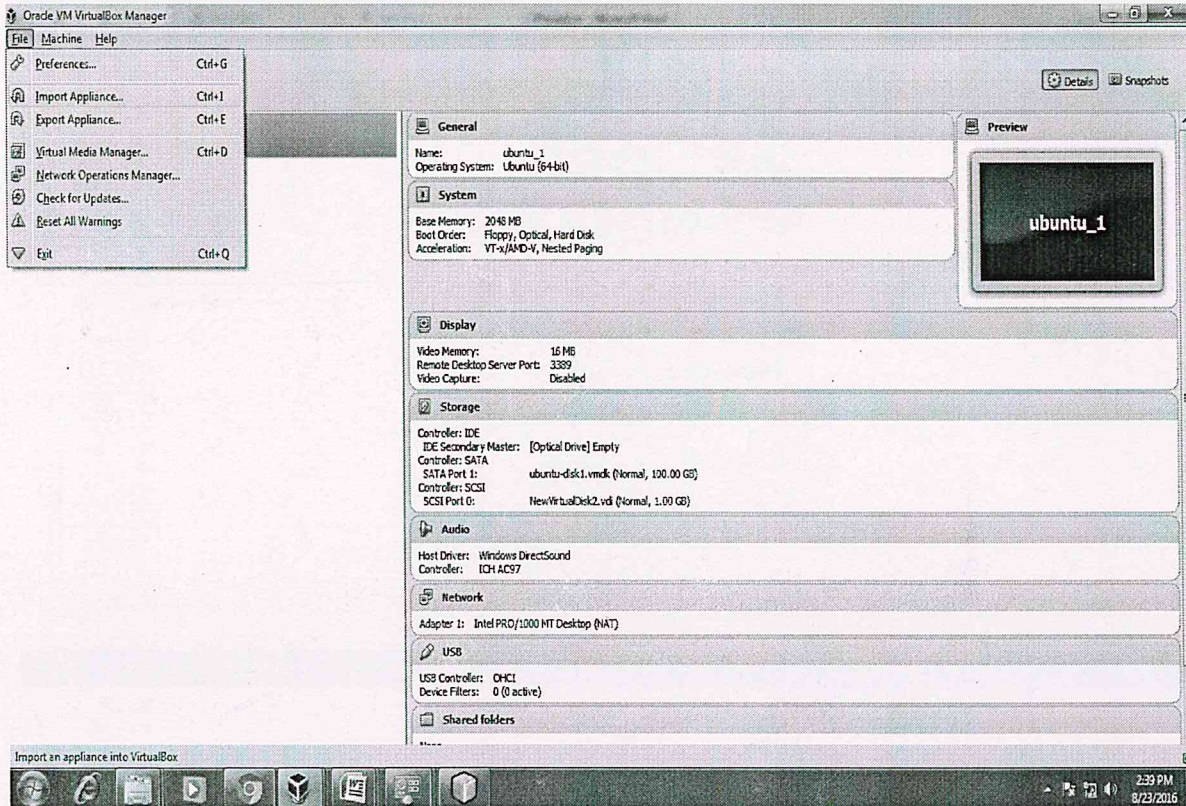 Oracle VM VirtualBox Manager
File Machine Help
Preferences... Ctrl+G
Import Appliance... Ctrl+I
Export Appliance... Ctrl+E
Virtual Media Manager... Ctrl+D
Network Operations Manager...
Check for Updates...
Reset All Warnings
Exit Ctrl+Q
Details Snapshots
General
Name: ubuntu_1
Operating System: Ubuntu (64-bit)
System
Base Memory: 2048 MB
Boot Order: Floppy, Optical, Hard Disk
Acceleration: VT-x/AMD-V, Nested Paging
Preview
ubuntu_1
Display
Video Memory: 16 MB
Remote Desktop Server Port: 3389
Video Capture: Disabled
Storage
Controller: IDE
IDE Secondary Master: [Optical Drive] Empty
Controller: SATA
SATA Port 1: ubuntu-disk1.vmdk (Normal, 100.00 GB)
Controller: SCSI
SCSI Port 0: NewVirtualDisk2.vdi (Normal, 1.00 GB)
Audio
Host Driver: Windows DirectSound
Controller: ICH AC97
Network
Adapter 1: Intel PRO/1000 MT Desktop (NAT)
USB
USB Controller: OHCI
Device Filters: 0 (0 active)
Shared folders
Import an appliance into VirtualBox
2:39 PM
8/23/2016